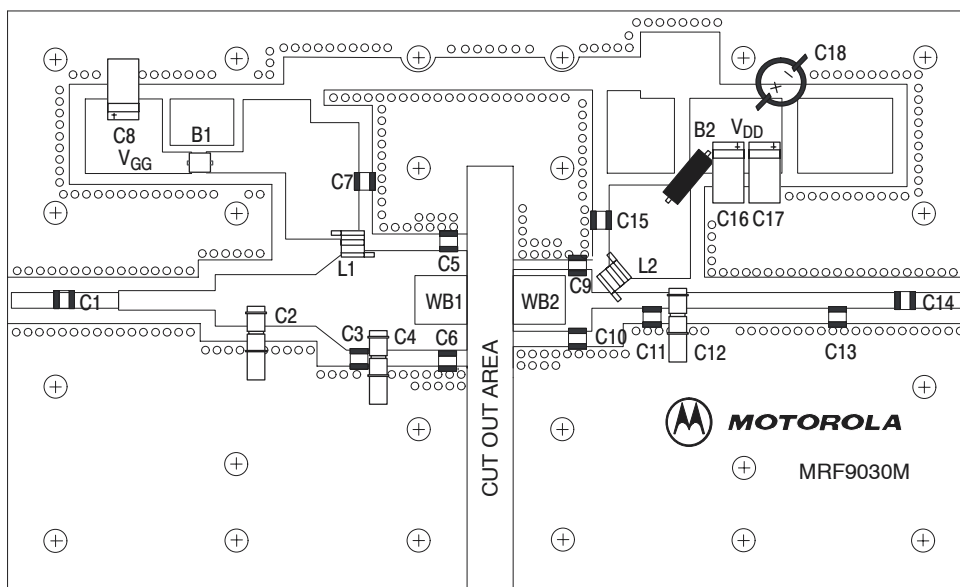 C18
C8
B1
V_GG
B2
V_DD
C7
C15
C16
C17
C5
L1
C9
L2
C1
WB1
WB2
C14
C2
C3
C4
C6
C10
C11
C12
C13
CUT OUT AREA
MOTOROLA
MRF9030M